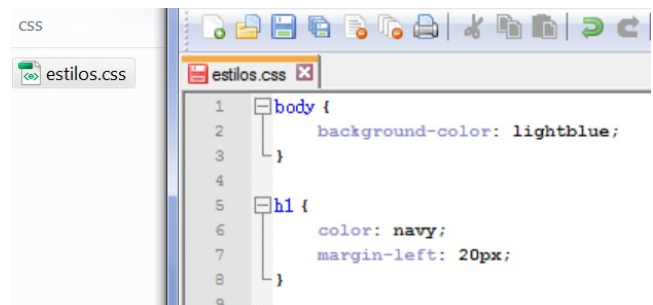 css
estilos.css
estilos.css
1 body {
2 background-color: lightblue;
3 }
4
5 h1 {
6 color: navy;
7 margin-left: 20px;
8 }
9